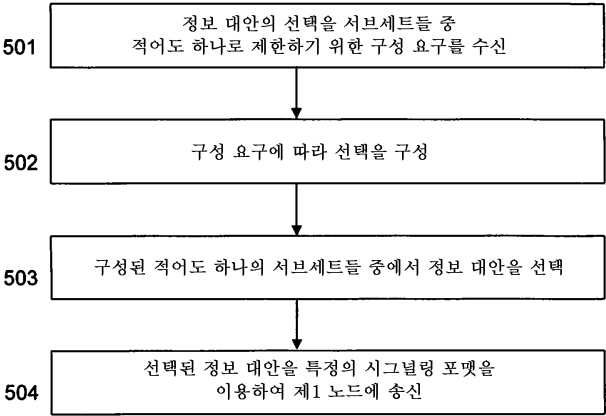 정보 대안의 선택을 서브세트들 중
501 적어도 하나로 제한하기 위한 구성 요구를 수신
502 구성 요구에 따라 선택을 구성
503 구성된 적어도 하나의 서브세트들 중에서 정보 대안을 선택
선택된 정보 대안을 특정의 시그널링 포맷을
504 이용하여 제1 노드에 송신